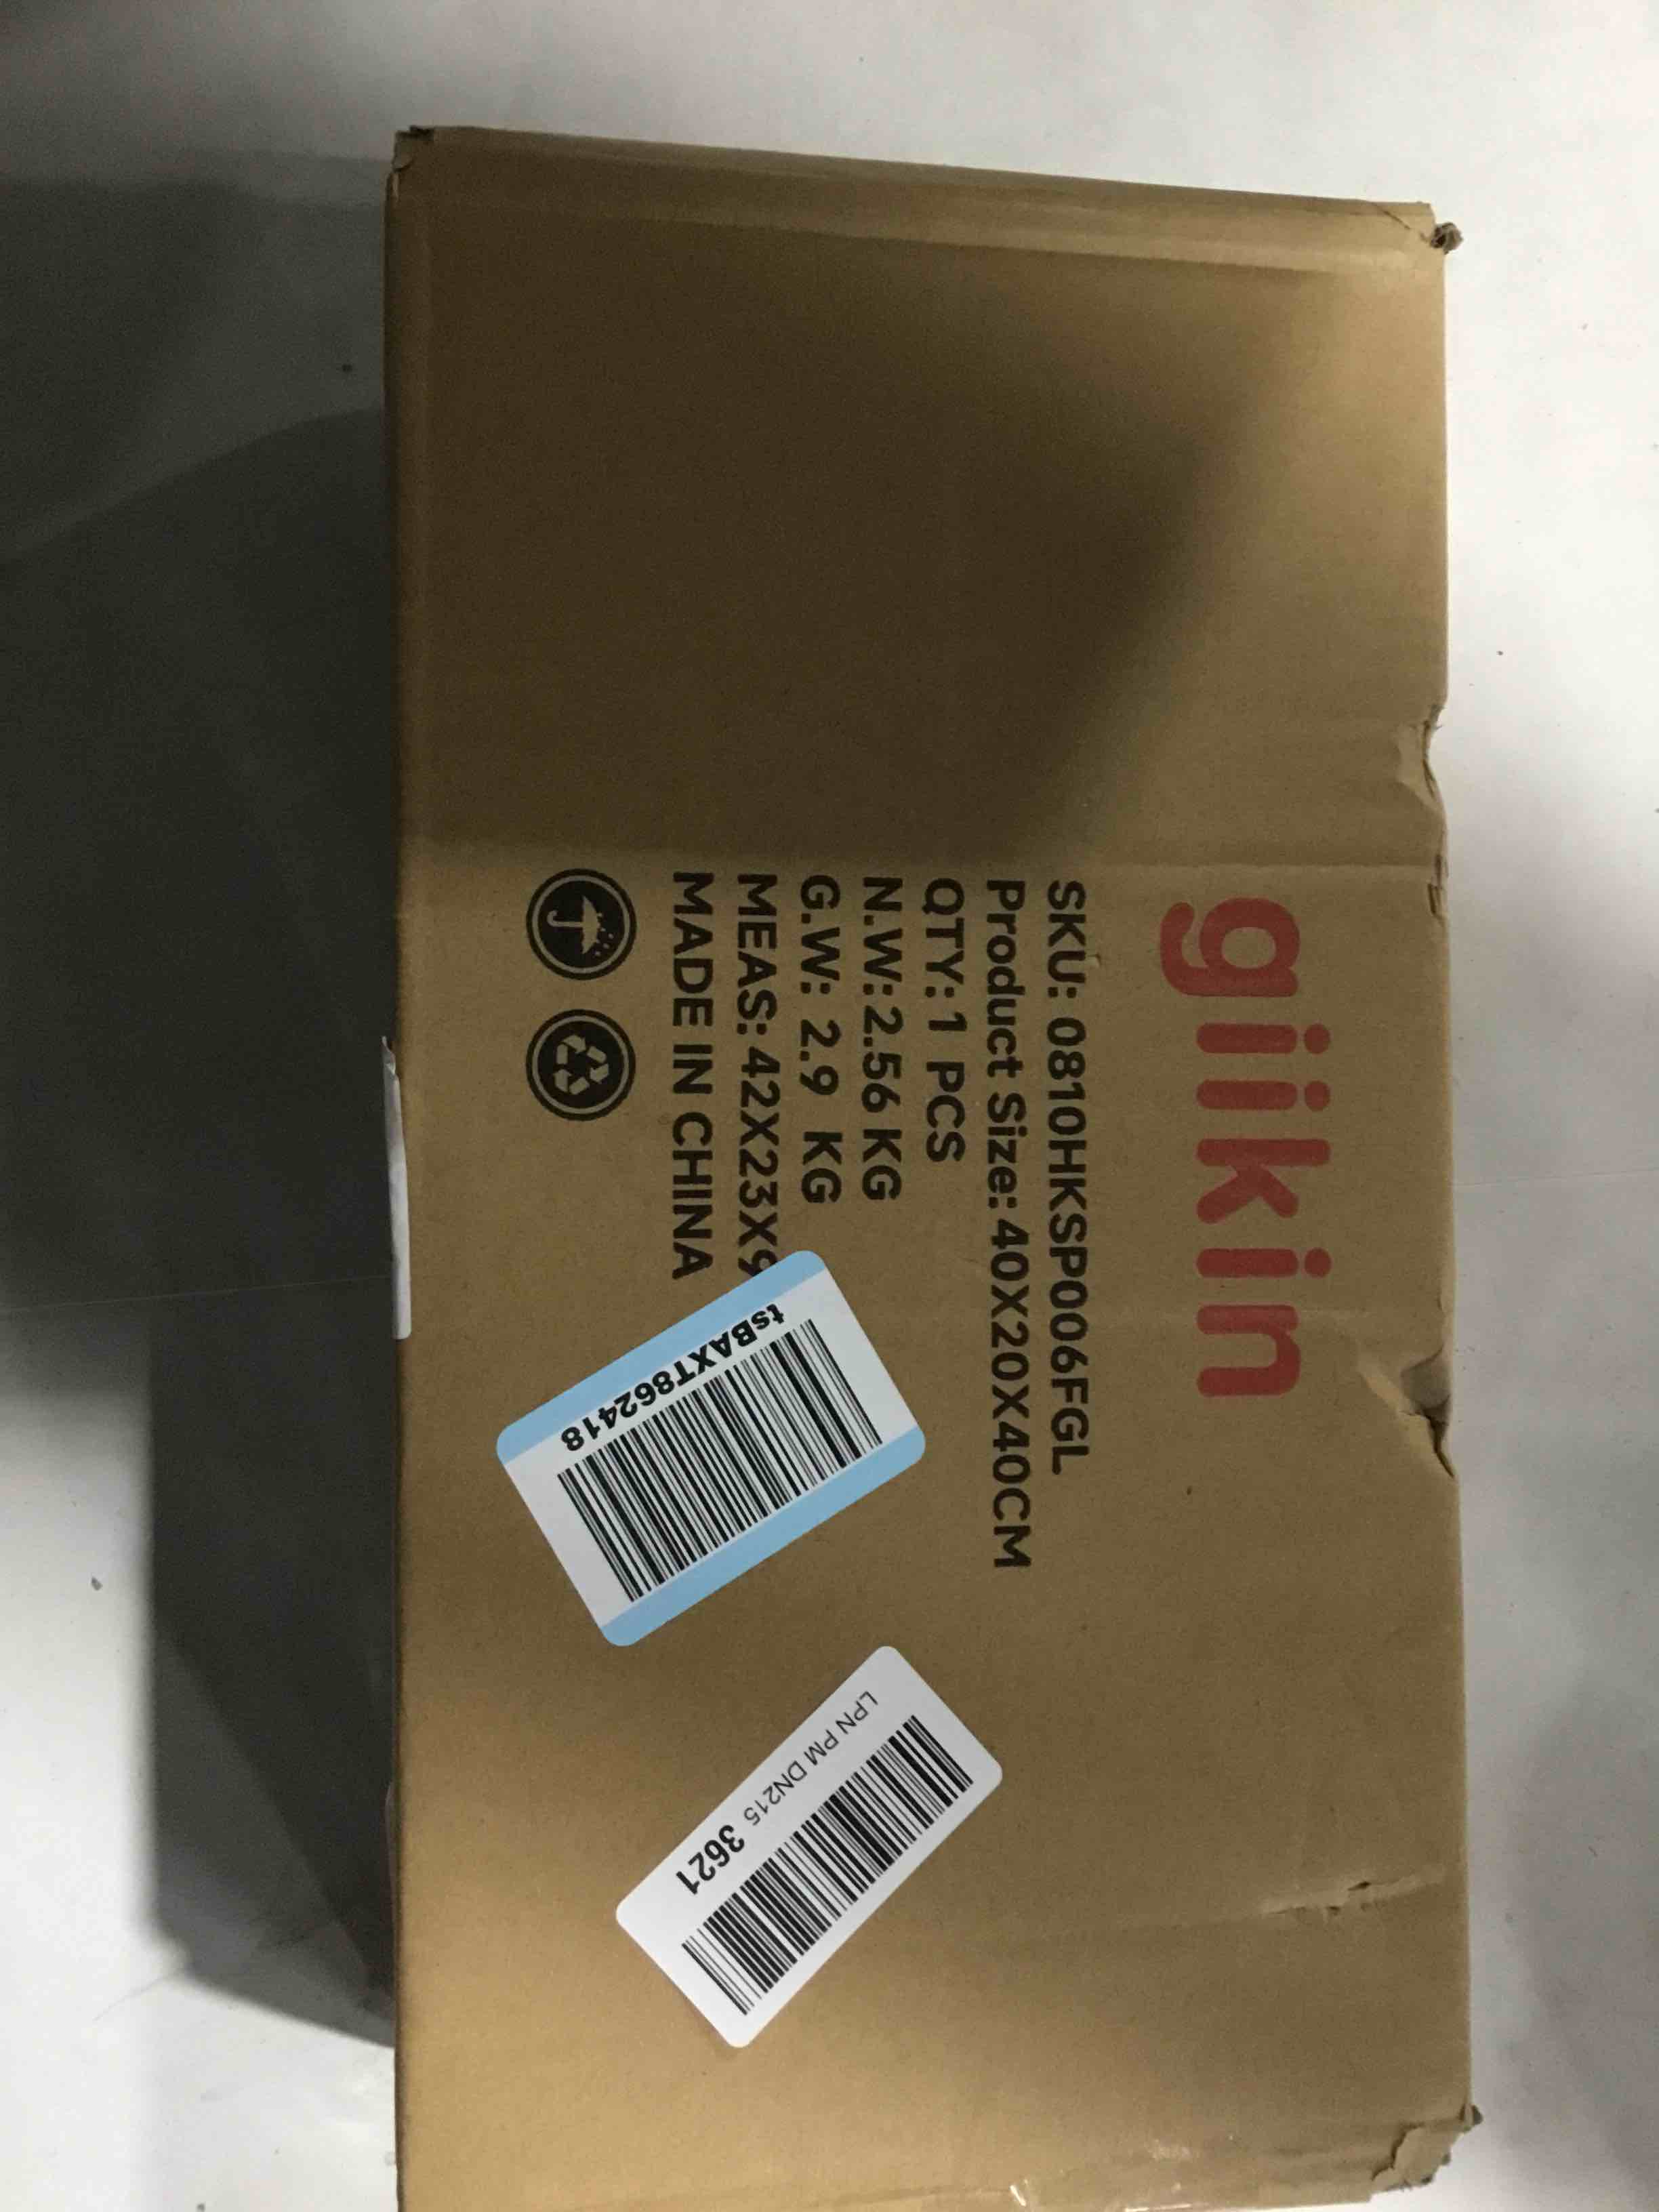 giikin
SKU: 0810HKSP006FGL
Product Size: 40X20X40CM
QTY: 1 PCS
N.W: 2.56 KG
G.W: 2.9 KG
MEAS: 42X23X9
MADE IN CHINA
tsBAXT862418
LPN PM DN215 3621